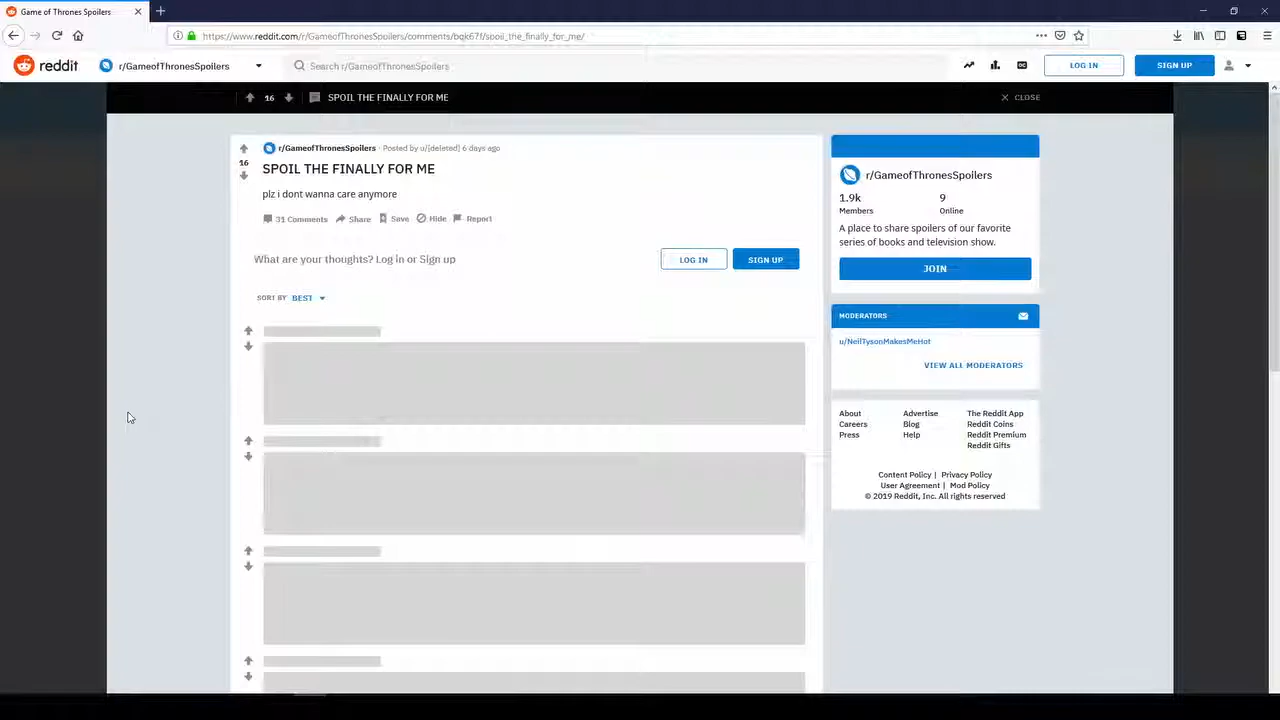 Game of Thrones Spoilers
https://www.reddit.com/r/GameofThronesSpoilers/comments/bqk67f/spoil_the_finally_for_me/
reddit
r/GameofThronesSpoilers
Search r/GameofThronesSpoilers
LOG IN
SIGN UP
16
SPOIL THE FINALLY FOR ME
CLOSE
r/GameofThronesSpoilers · Posted by u/[deleted] 6 days ago
16
SPOIL THE FINALLY FOR ME
plz i dont wanna care anymore
31 Comments
Share
Save
Hide
Report
What are your thoughts? Log in or Sign up
LOG IN
SIGN UP
SORT BY BEST
r/GameofThronesSpoilers
1.9k
9
Members
Online
A place to share spoilers of our favorite
series of books and television show.
JOIN
MODERATORS
u/NeilTysonMakesMeHot
VIEW ALL MODERATORS
About
Advertise
The Reddit App
Careers
Blog
Reddit Coins
Press
Help
Reddit Premium
Reddit Gifts
Content Policy | Privacy Policy
User Agreement | Mod Policy
© 2019 Reddit, Inc. All rights reserved